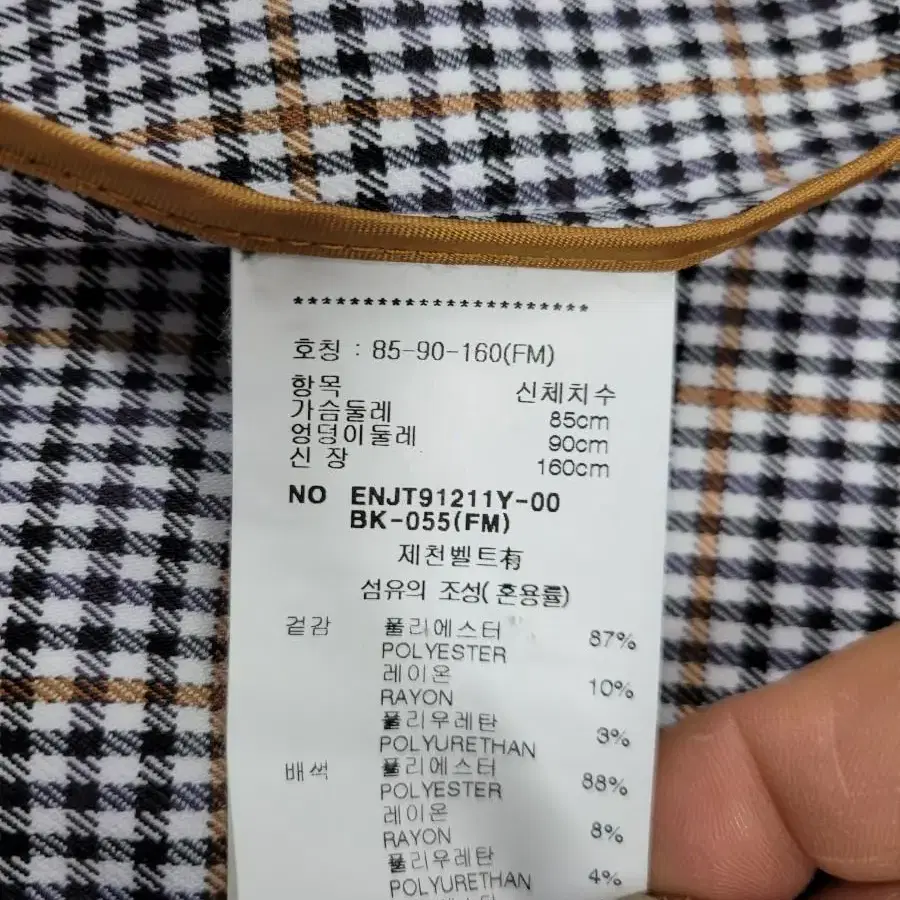 **********************
호칭 : 85-90-160(FM)
항목 신체치수
가슴둘레 85cm
엉덩이둘레 90cm
신 장 160cm
NO ENJT91211Y-00
BK-055(FM)
제천벨트有
섬유의 조성(혼용률)
겉감 폴리에스터 87%
POLYESTER
레이온 10%
RAYON
폴리우레탄 3%
POLYURETHAN
배색 폴리에스터 88%
POLYESTER
레이온 8%
RAYON
폴리우레탄 4%
POLYURETHAN